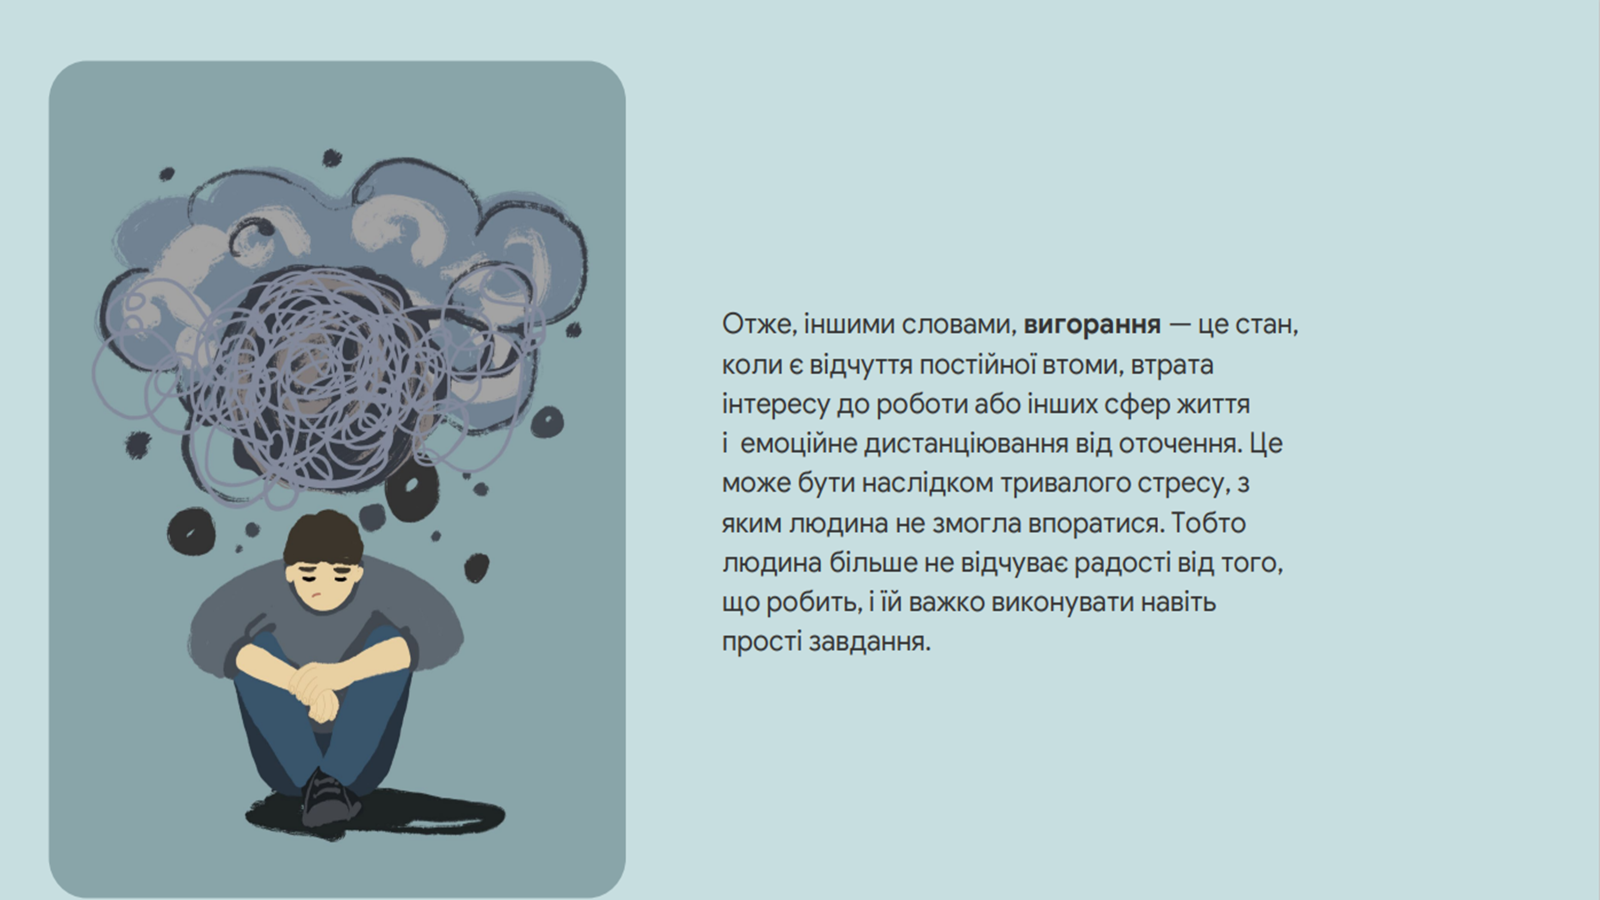 Отже, іншими словами, вигорання — це стан,
коли є відчуття постійної втоми, втрата
інтересу до роботи або інших сфер життя
і  емоційне дистанціювання від оточення. Це
може бути наслідком тривалого стресу, з
яким людина не змогла впоратися. Тобто
людина більше не відчуває радості від того,
що робить, і їй важко виконувати навіть
прості завдання.